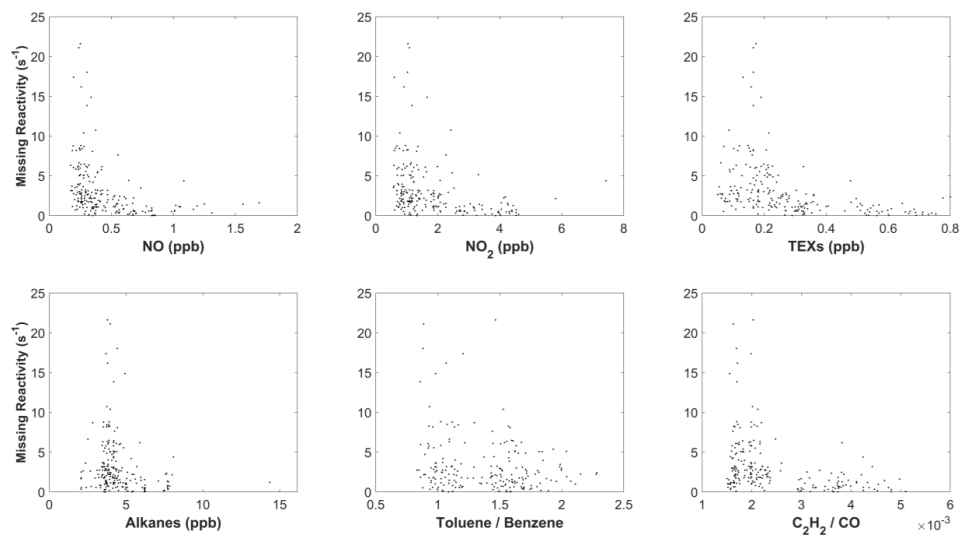 25
20
15
10
5
0
Missing Reactivity (s⁻¹)
0 0.5 1 1.5 2
NO (ppb)
25
20
15
10
5
0
0 2 4 6 8
NO₂ (ppb)
25
20
15
10
5
0
0 0.2 0.4 0.6 0.8
TEXs (ppb)
25
20
15
10
5
0
Missing Reactivity (s⁻¹)
0 5 10 15
Alkanes (ppb)
25
20
15
10
5
0
0.5 1 1.5 2 2.5
Toluene / Benzene
25
20
15
10
5
0
1 2 3 4 5 6
C₂H₂ / CO
×10⁻³